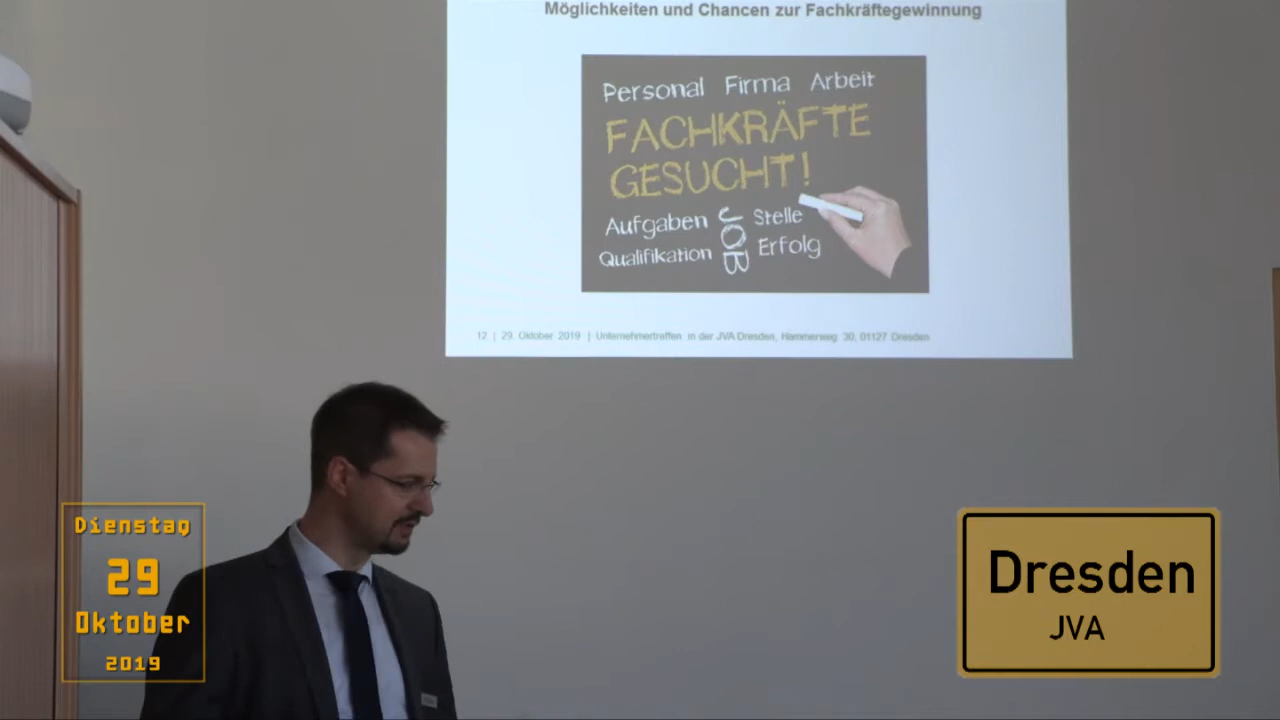 Möglichkeiten und Chancen zur Fachkräftegewinnung
Personal Firma Arbeit
FACHKRÄFTE
GESUCHT!
Aufgaben JOB Stelle
Qualifikation Erfolg
12 | 29. Oktober 2019 | Unternehmertreffen in der JVA Dresden, Hammerweg 30, 01127 Dresden
Dienstag
29
Oktober
2019
Dresden
JVA